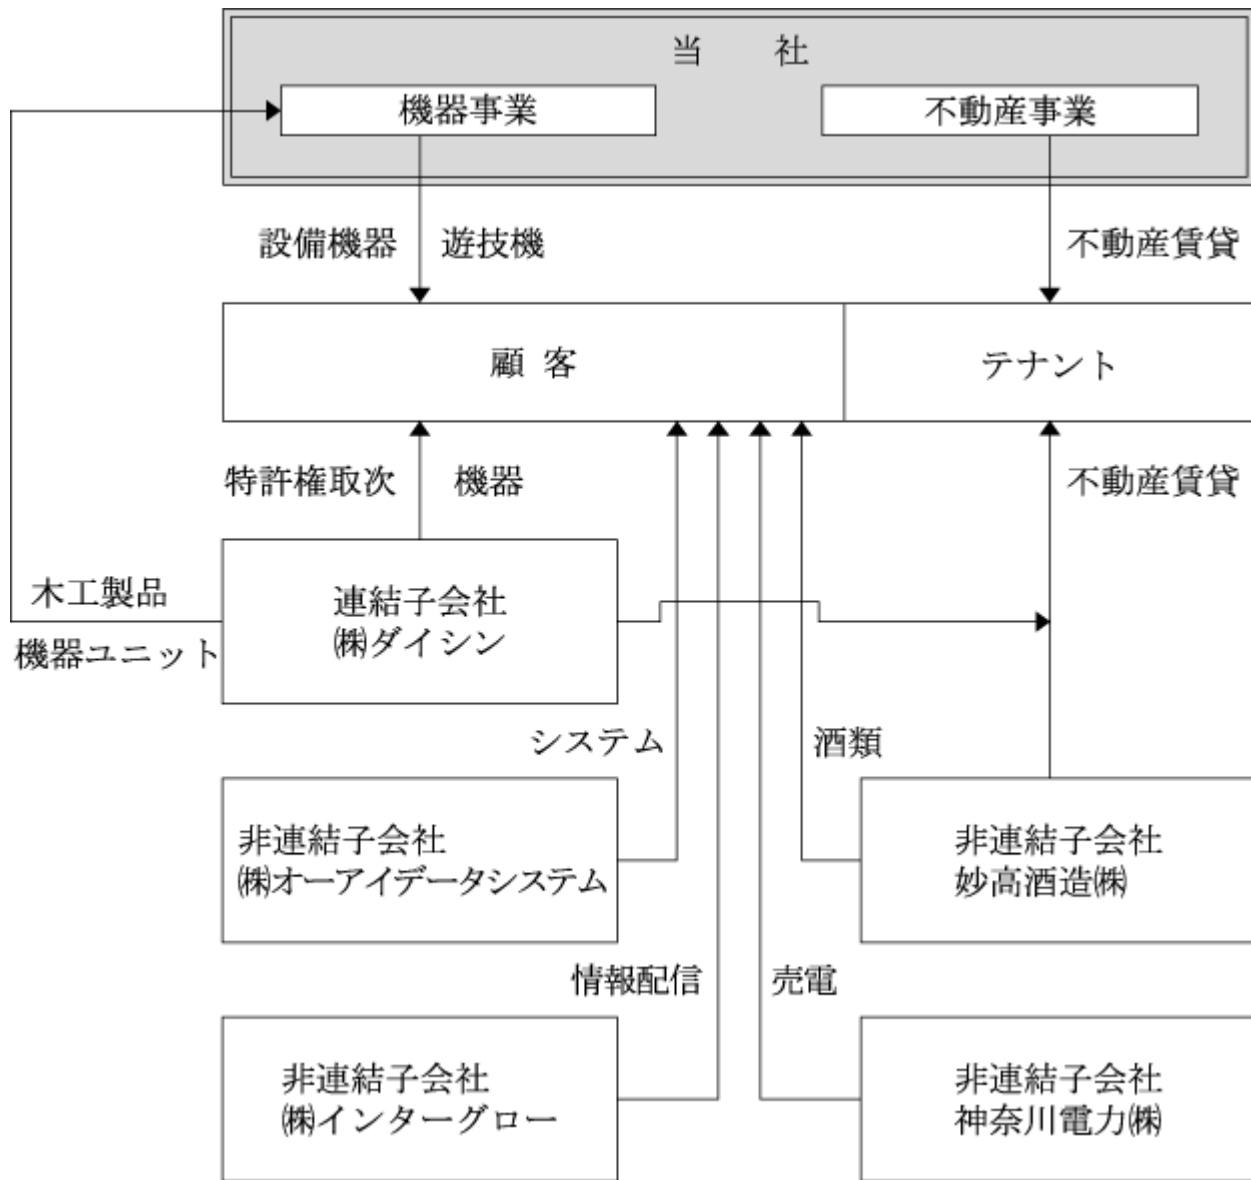 当 社
機器事業
不動産事業
設備機器
遊技機
不動産賃貸
顧 客
テナント
特許権取次
機器
不動産賃貸
木工製品
機器ユニット
連結子会社
㈱ダイシン
システム
酒類
非連結子会社
㈱オーアイデータシステム
非連結子会社
妙高酒造㈱
情報配信
売電
非連結子会社
㈱インターグロー
非連結子会社
神奈川電力㈱